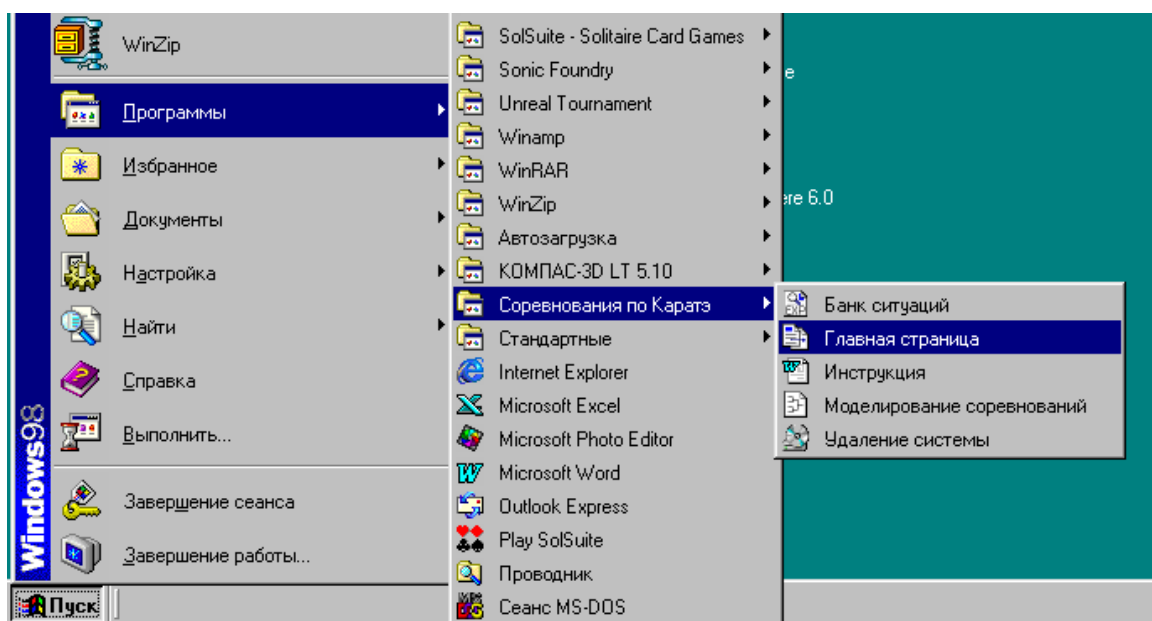 WinZip
Программы
Избранное
Документы
Настройка
Найти
Справка
Выполнить...
Завершение сеанса
Завершение работы...
Windows98
Пуск
SolSuite - Solitaire Card Games
Sonic Foundry
Unreal Tournament
Winamp
WinRAR
WinZip
Автозагрузка
КОМПАС-3D LT 5.10
Соревнования по Каратэ
Стандартные
Internet Explorer
Microsoft Excel
Microsoft Photo Editor
Microsoft Word
Outlook Express
Play SolSuite
Проводник
Сеанс MS-DOS
Банк ситуаций
Главная страница
Инструкция
Моделирование соревнований
Удаление системы
e
ere 6.0